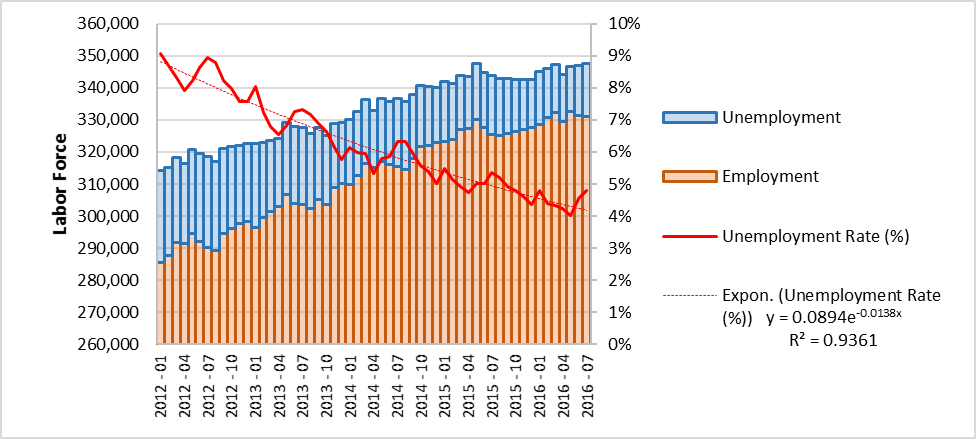 360,000
350,000
340,000
330,000
320,000
310,000
300,000
290,000
280,000
270,000
260,000
Labor Force
10%
9%
8%
7%
6%
5%
4%
3%
2%
1%
0%
2012 - 01
2012 - 04
2012 - 07
2012 - 10
2013 - 01
2013 - 04
2013 - 07
2013 - 10
2014 - 01
2014 - 04
2014 - 07
2014 - 10
2015 - 01
2015 - 04
2015 - 07
2015 - 10
2016 - 01
2016 - 04
2016 - 07
Unemployment
Employment
Unemployment Rate (%)
Expon. (Unemployment Rate
(%)) y = 0.0894e^-0.0138x
R² = 0.9361